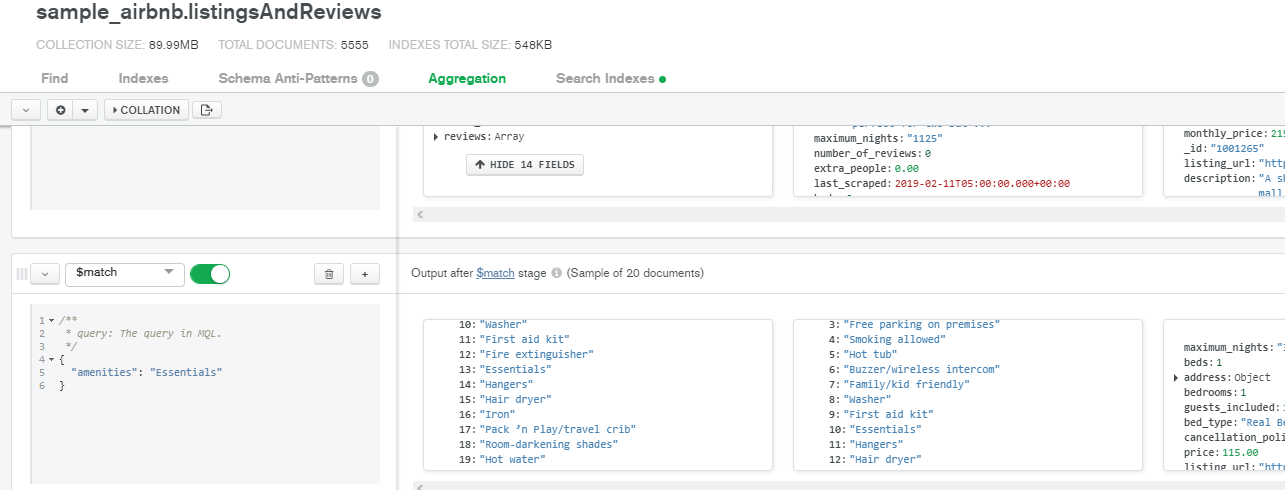 sample_airbnb.listingsAndReviews
COLLECTION SIZE: 89.99MB TOTAL DOCUMENTS: 5555 INDEXES TOTAL SIZE: 548KB
Find Indexes Schema Anti-Patterns 0 Aggregation Search Indexes
COLLATION
reviews: Array
HIDE 14 FIELDS
maximum_nights: "1125"
number_of_reviews: 0
extra_people: 0.00
last_scraped: 2019-02-11T05:00:00.000+00:00
monthly_price:
_id: "1001265"
listing_url:
description: "A
mall
$match
+
Output after $match stage (Sample of 20 documents)
1 /**
2 * query: The query in MQL.
3 */
4 {
5 "amenities": "Essentials"
6 }
10: "Washer"
11: "First aid kit"
12: "Fire extinguisher"
13: "Essentials"
14: "Hangers"
15: "Hair dryer"
16: "Iron"
17: "Pack ’n Play/travel crib"
18: "Room-darkening shades"
19: "Hot water"
3: "Free parking on premises"
4: "Smoking allowed"
5: "Hot tub"
6: "Buzzer/wireless intercom"
7: "Family/kid friendly"
8: "Washer"
9: "First aid kit"
10: "Essentials"
11: "Hangers"
12: "Hair dryer"
maximum_nights:
beds: 1
address: Object
bedrooms: 1
guests_included:
bed_type: "Real
cancellation_poli
price: 115.00
listing_url: